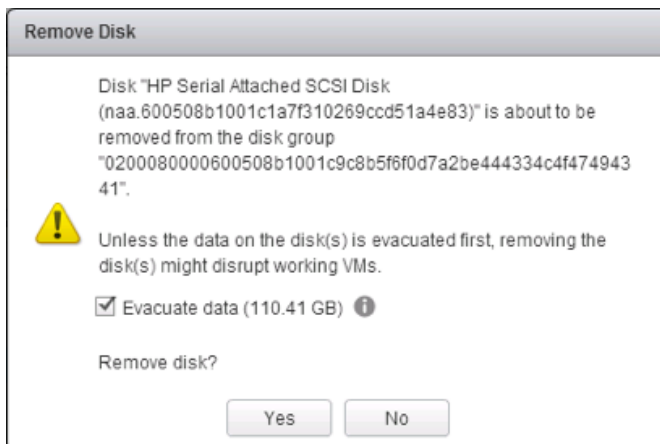 Remove Disk
Disk "HP Serial Attached SCSI Disk
(naa.600508b1001c1a7f310269ccd51a4e83)" is about to be
removed from the disk group
"0200080000600508b1001c9c8b5f6f0d7a2be444334c4f474943
41".
Unless the data on the disk(s) is evacuated first, removing the
disk(s) might disrupt working VMs.
Evacuate data (110.41 GB)
Remove disk?
Yes No